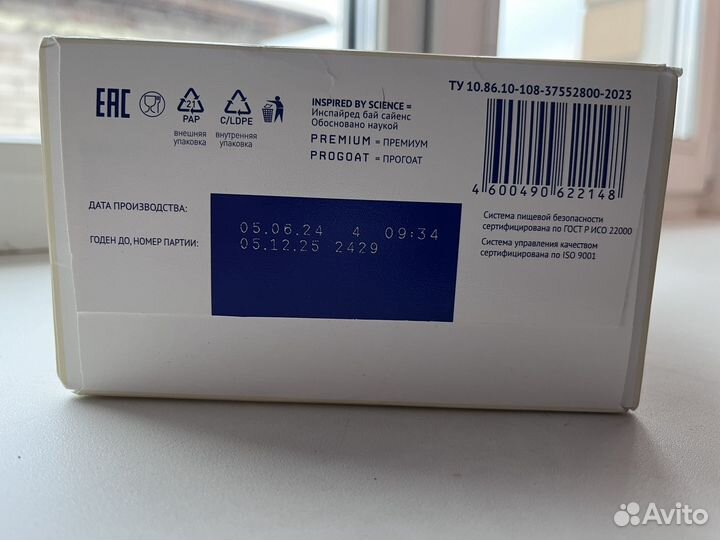 ТУ 10.86.10-108-37552800-2023
EAC
21
PAP
C/LDPE
внешняя
упаковка
внутренняя
упаковка
INSPIRED BY SCIENCE =
Инспайред бай сайенс
Обосновано наукой
PREMIUM = ПРЕМИУМ
PROGOAT = ПРОГОАТ
4 600490 622148
ДАТА ПРОИЗВОДСТВА:
ГОДЕН ДО, НОМЕР ПАРТИИ:
05.06.24 4 09:34
05.12.25 2429
Система пищевой безопасности
сертифицирована по ГОСТ Р ИСО 22000
Система управления качеством
сертифицирована по ISO 9001
Avito